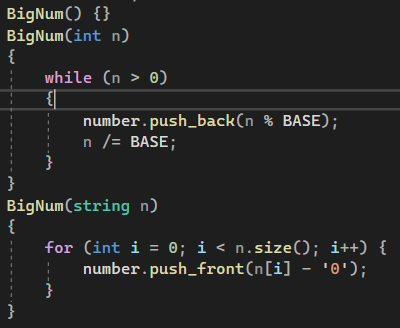 BigNum() {}
BigNum(int n)
{
    while (n > 0)
    {
        number.push_back(n % BASE);
        n /= BASE;
    }
}
BigNum(string n)
{
    for (int i = 0; i < n.size(); i++) {
        number.push_front(n[i] - '0');
    }
}